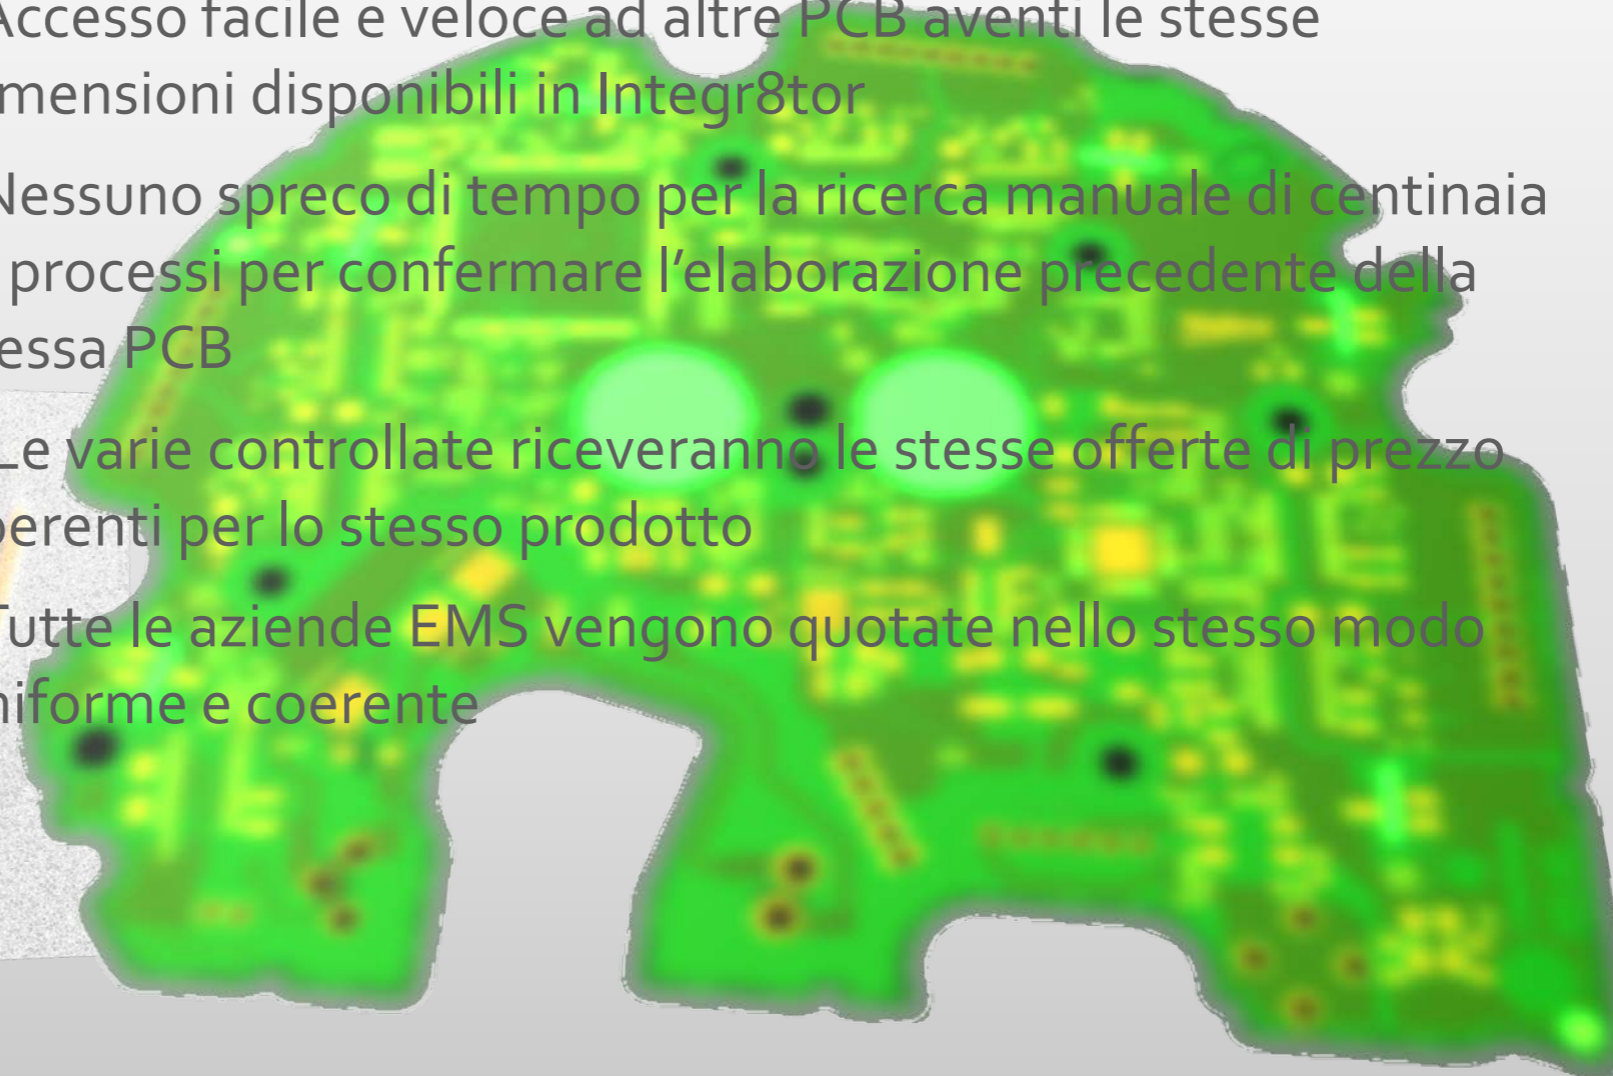 Accesso facile e veloce ad altre PCB aventi le stesse
mensioni disponibili in Integr8tor
Nessuno spreco di tempo per la ricerca manuale di centinaia
processi per confermare l’elaborazione precedente della
essa PCB
Le varie controllate riceveranno le stesse offerte di prezzo
oerenti per lo stesso prodotto
Tutte le aziende EMS vengono quotate nello stesso modo
niforme e coerente